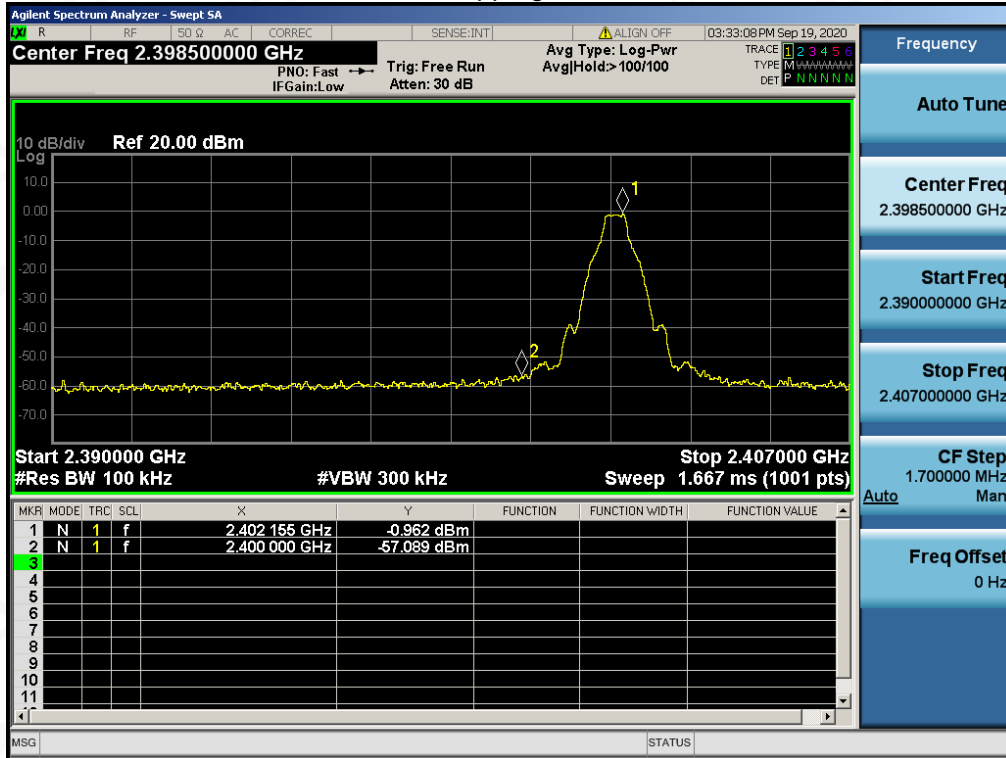 Agilent Spectrum Analyzer - Swept SA
LXI R RF 50 Ω AC CORREC SENSE:INT ALIGN OFF 03:33:08 PM Sep 19, 2020
Center Freq 2.398500000 GHz
PNO: Fast
IFGain:Low
Trig: Free Run
Atten: 30 dB
Avg Type: Log-Pwr
Avg|Hold:>100/100
TRACE 1 2 3 4 5 6
TYPE M
DET P N N N N N
10 dB/div Ref 20.00 dBm
Log
10.0
0.00
-10.0
-20.0
-30.0
-40.0
-50.0
-60.0
-70.0
1
2
Start 2.390000 GHz Stop 2.407000 GHz
#Res BW 100 kHz #VBW 300 kHz Sweep 1.667 ms (1001 pts)
MKR MODE TRC SCL X Y FUNCTION FUNCTION WIDTH FUNCTION VALUE
1 N 1 f 2.402 155 GHz -0.962 dBm
2 N 1 f 2.400 000 GHz -57.089 dBm
3
4
5
6
7
8
9
10
11
MSG STATUS
Frequency
Auto Tune
Center Freq
2.398500000 GHz
Start Freq
2.390000000 GHz
Stop Freq
2.407000000 GHz
CF Step
1.700000 MHz
Auto Man
Freq Offset
0 Hz